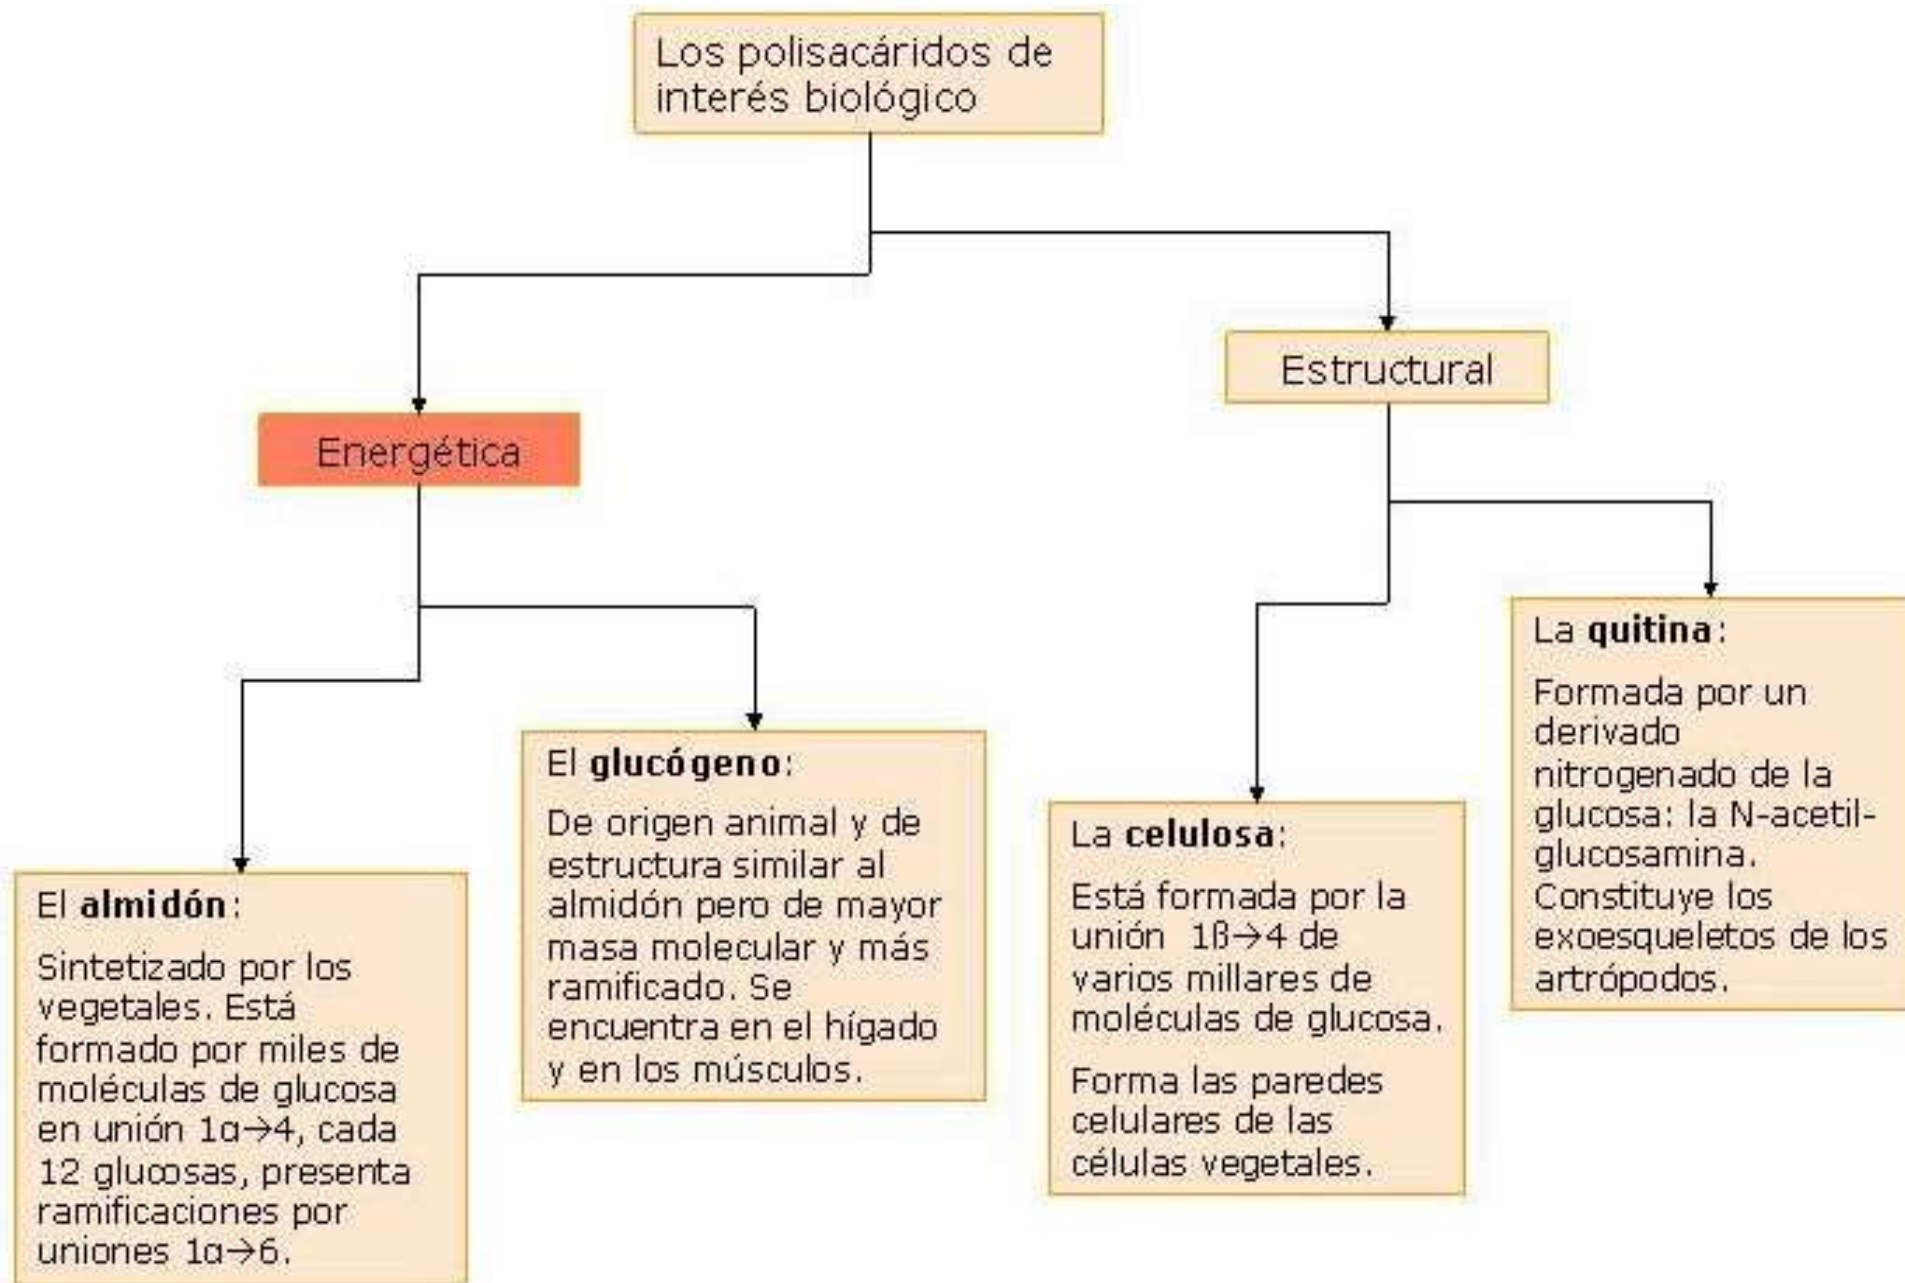 Los polisacáridos de
interés biológico
Energética
Estructural
El almidón:
Sintetizado por los
vegetales. Está
formado por miles de
moléculas de glucosa
en unión 1α→4, cada
12 glucosas, presenta
ramificaciones por
uniones 1α→6.
El glucógeno:
De origen animal y de
estructura similar al
almidón pero de mayor
masa molecular y más
ramificado. Se
encuentra en el hígado
y en los músculos.
La celulosa:
Está formada por la
unión 1ß→4 de
varios millares de
moléculas de glucosa.
Forma las paredes
celulares de las
células vegetales.
La quitina:
Formada por un
derivado
nitrogenado de la
glucosa: la N-acetil-
glucosamina.
Constituye los
exoesqueletos de los
artrópodos.